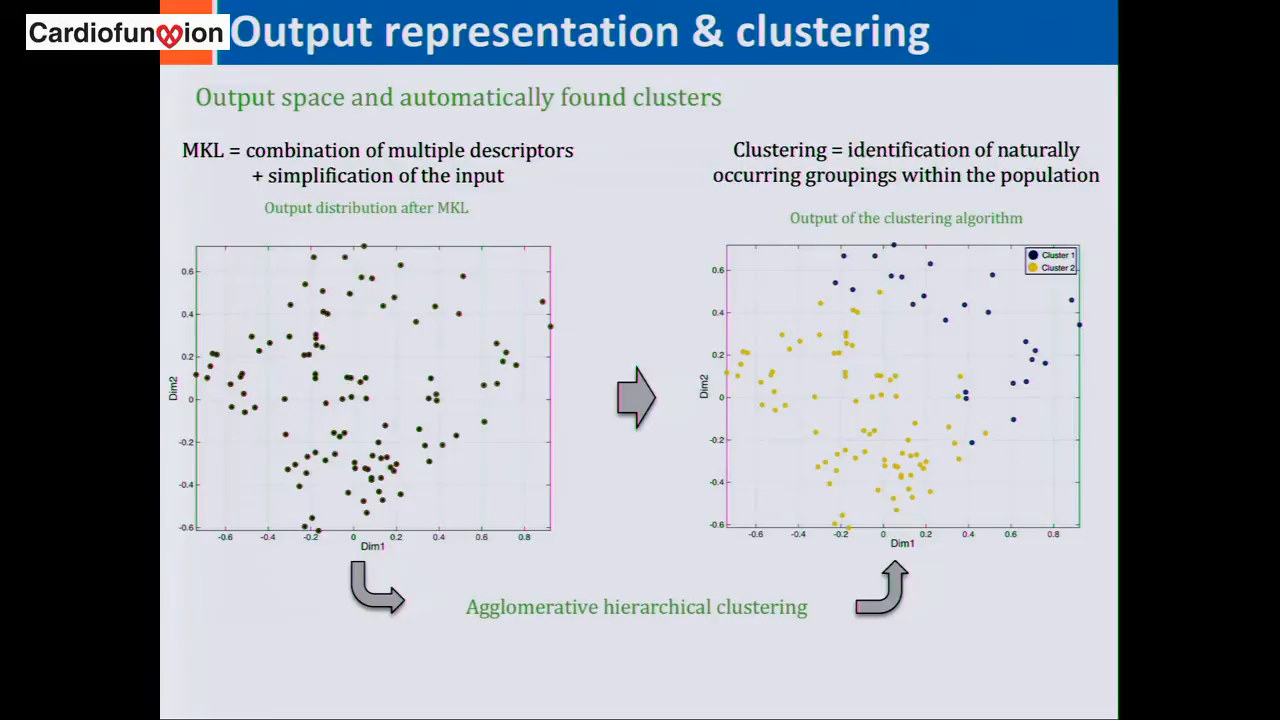 Cardiofunxion
Output representation & clustering
Output space and automatically found clusters
MKL = combination of multiple descriptors
+ simplification of the input
Output distribution after MKL
Clustering = identification of naturally
occurring groupings within the population
Output of the clustering algorithm
Cluster 1
Cluster 2
0.6
0.4
0.2
0
-0.2
-0.4
-0.6
Dim2
-0.6 -0.4 -0.2 0 0.2 0.4 0.6 0.8
Dim1
0.6
0.4
0.2
0
-0.2
-0.4
-0.6
Dim2
-0.6 -0.4 -0.2 0 0.2 0.4 0.6 0.8
Dim1
Agglomerative hierarchical clustering